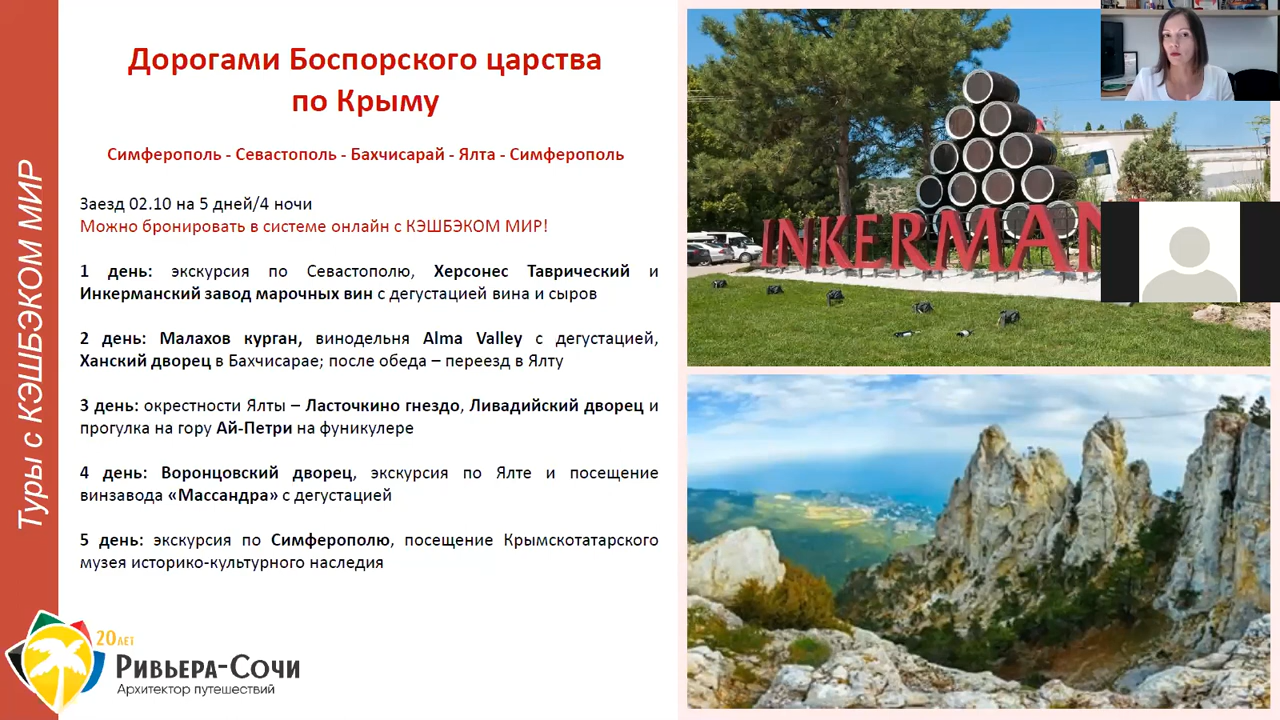 Туры с КЭШБЭКОМ МИР
Дорогами Боспорского царства
по Крыму
Симферополь - Севастополь - Бахчисарай - Ялта - Симферополь
Заезд 02.10 на 5 дней/4 ночи
Можно бронировать в системе онлайн с КЭШБЭКОМ МИР!
1 день: экскурсия по Севастополю, Херсонес Таврический и
Инкерманский завод марочных вин с дегустацией вина и сыров
2 день: Малахов курган, винодельня Alma Valley с дегустацией,
Ханский дворец в Бахчисарае; после обеда – переезд в Ялту
3 день: окрестности Ялты – Ласточкино гнездо, Ливадийский дворец и
прогулка на гору Ай-Петри на фуникулере
4 день: Воронцовский дворец, экскурсия по Ялте и посещение
винзавода «Массандра» с дегустацией
5 день: экскурсия по Симферополю, посещение Крымскотатарского
музея историко-культурного наследия
20 ЛЕТ
РИВЬЕРА-СОЧИ
Архитектор путешествий
INKERMAN